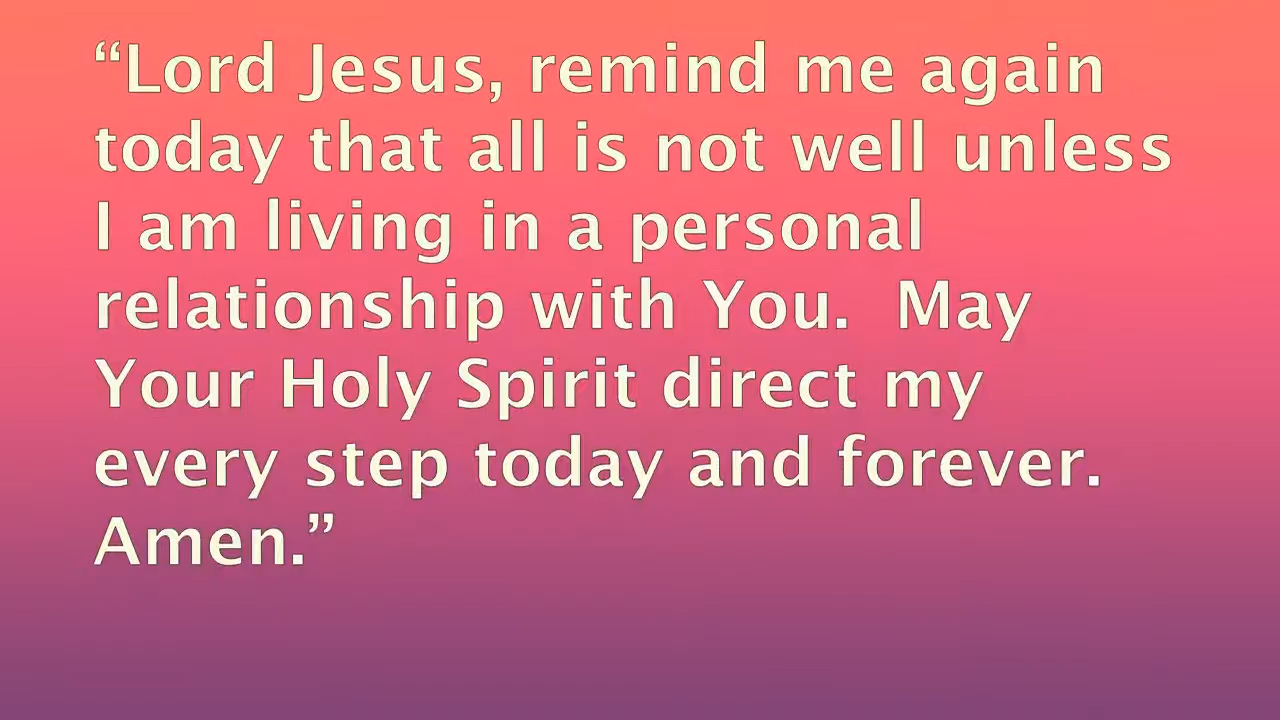 “Lord Jesus, remind me again
today that all is not well unless
I am living in a personal
relationship with You.  May
Your Holy Spirit direct my
every step today and forever.
Amen.”